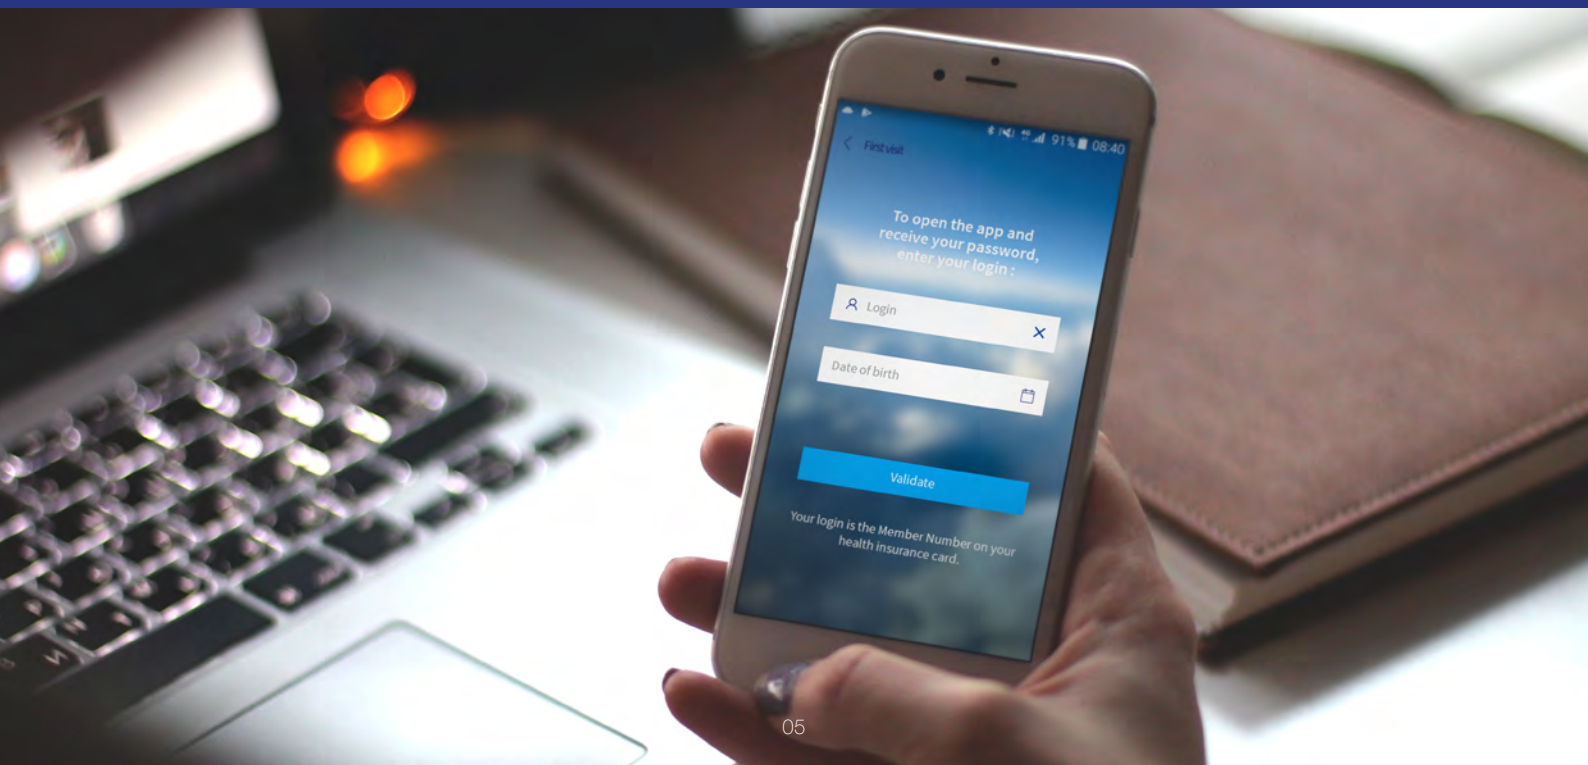 91% 08:40
First visit
To open the app and
receive your password,
enter your login :
Login
Date of birth
Validate
Your login is the Member Number on your
health insurance card.
05